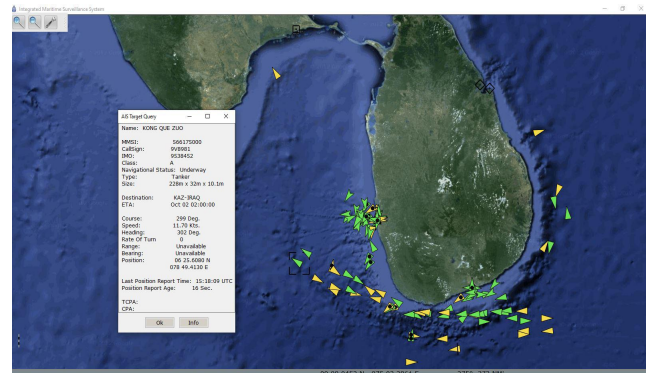 Integrated Maritime Surveillance System
AIS Target Query
Name: KONG QUE ZUO
MMSI: 566175000
CallSign: 9V8981
IMO: 9538452
Class: A
Navigational Status: Underway
Type: Tanker
Size: 228m x 32m x 10.1m
Destination: KAZ-IRAQ
ETA: Oct 02 02:00:00
Course: 299 Deg.
Speed: 11.70 Kts.
Heading: 302 Deg.
Rate Of Turn 0
Range: Unavailable
Bearing: Unavailable
Position: 06 25.6080 N
078 49.4130 E
Last Position Report Time: 15:18:09 UTC
Position Report Age: 16 Sec.
TCPA:
CPA:
Ok Info